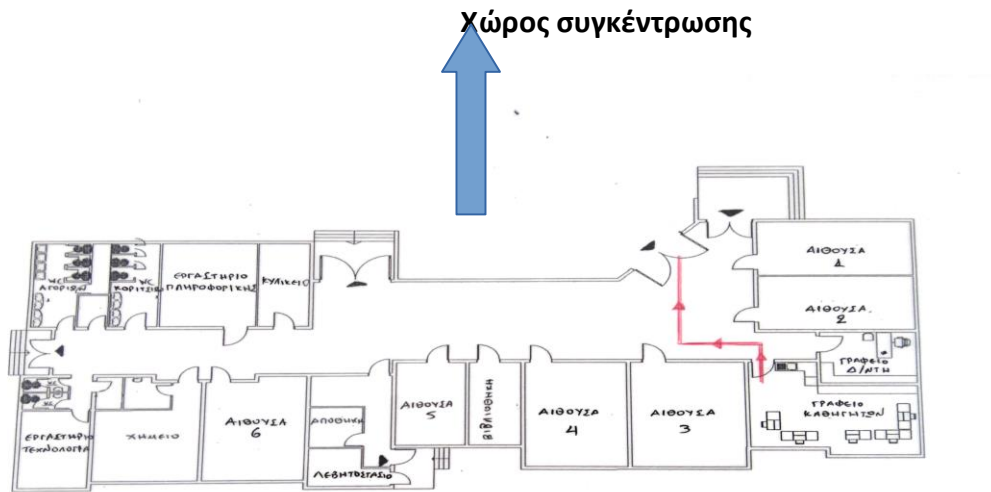 Χώρος συγκέντρωσης
ΑΙΘΟΥΣΑ
1
ΕΡΓΑΣΤΗΡΙΟ
ΠΛΗΡΟΦΟΡΙΚΗΣ
ΚΥΛΙΚΕΙΟ
WC
ΑΓΟΡΙΩΝ
WC
ΚΟΡΙΤΣΙΩΝ
ΑΙΘΟΥΣΑ
2
ΓΡΑΦΕΙΟ
Δ/ΝΤΗ
ΓΡΑΦΕΙΟ
ΚΑΘΗΓΗΤΩΝ
ΑΙΘΟΥΣΑ
3
ΑΙΘΟΥΣΑ
4
ΒΙΒΛΙΟΘΗΚΗ
ΑΙΘΟΥΣΑ
5
ΑΠΟΘΗΚΗ
ΛΕΒΗΤΟΣΤΑΣΙΟ
ΑΙΘΟΥΣΑ
6
ΧΗΜΕΙΟ
ΕΡΓΑΣΤΗΡΙΟ